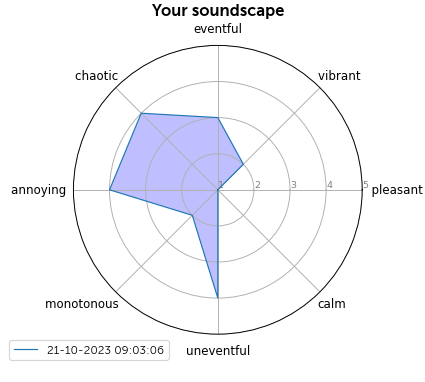 Your soundscape
eventful
chaotic
vibrant
annoying
1 2 3 4 5
pleasant
monotonous
calm
uneventful
21-10-2023 09:03:06